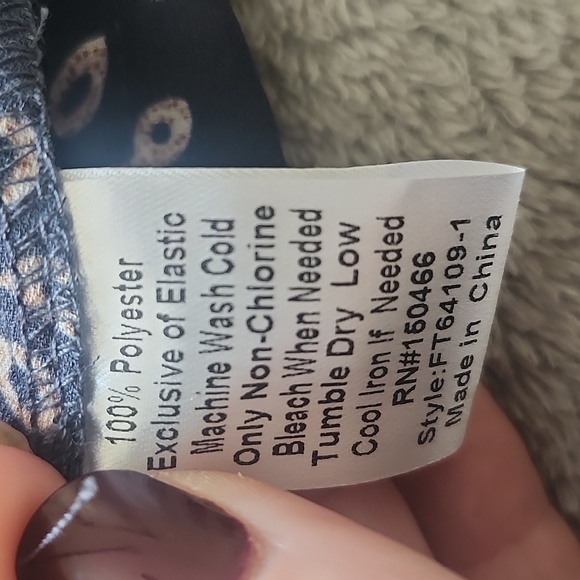 100% Polyester
Exclusive of Elastic
Machine Wash Cold
Only Non-Chlorine
Bleach When Needed
Tumble Dry Low
Cool Iron If Needed
RN#150466
Style:FT64109-1
Made in China